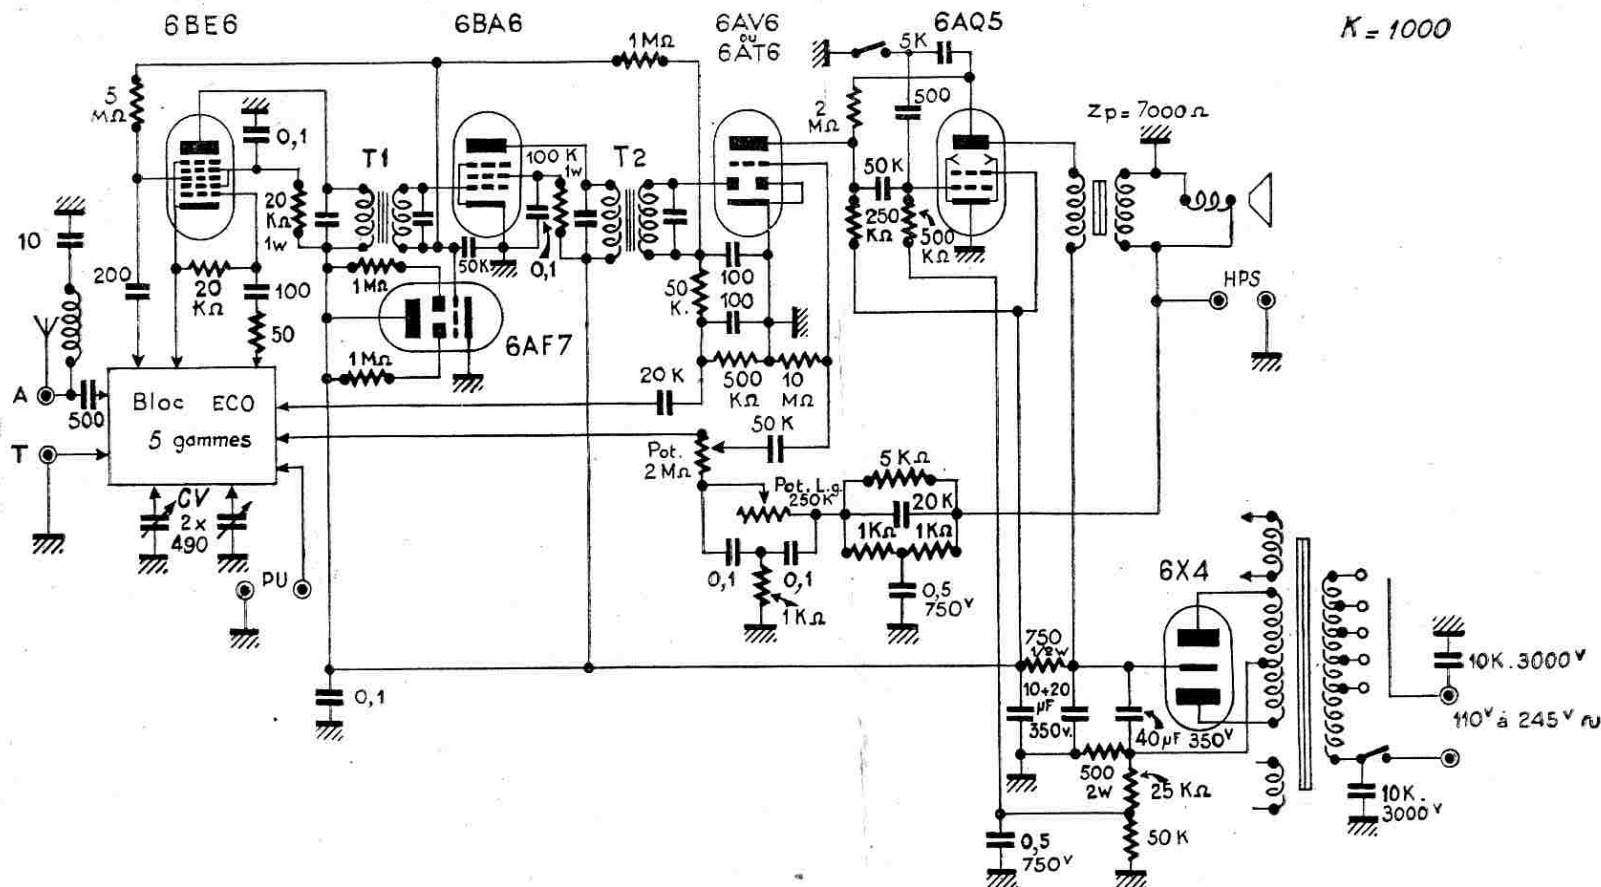 6BE6
6BA6
6AV6
ou
6AT6
6AQ5
K = 1000
1 MΩ
5K
5
MΩ
0,1
2
MΩ
500
Zp = 7000 Ω
T1
100 K
1w
T2
50 K
20
KΩ
1w
10
250
KΩ
500
KΩ
200
20
KΩ
100
50
1MΩ
50K
0,1
100
50
K.
100
HPS
6AF7
1 MΩ
20 K
500
KΩ
10
MΩ
A
500
Bloc ECO
5 gammes
T
50 K
Pot.
2 MΩ
5 KΩ
Pot. L.g.
250K
20 K
CV
2 x
490
1KΩ
1KΩ
PU
0,1
0,1
1KΩ
0,5
750v
6X4
750
1/2w
10+20
µF
350v.
40µF 350V
0,1
10K. 3000v
110v à 245v ~
500
2W
25 KΩ
10K.
3000v
50 K
0,5
750v